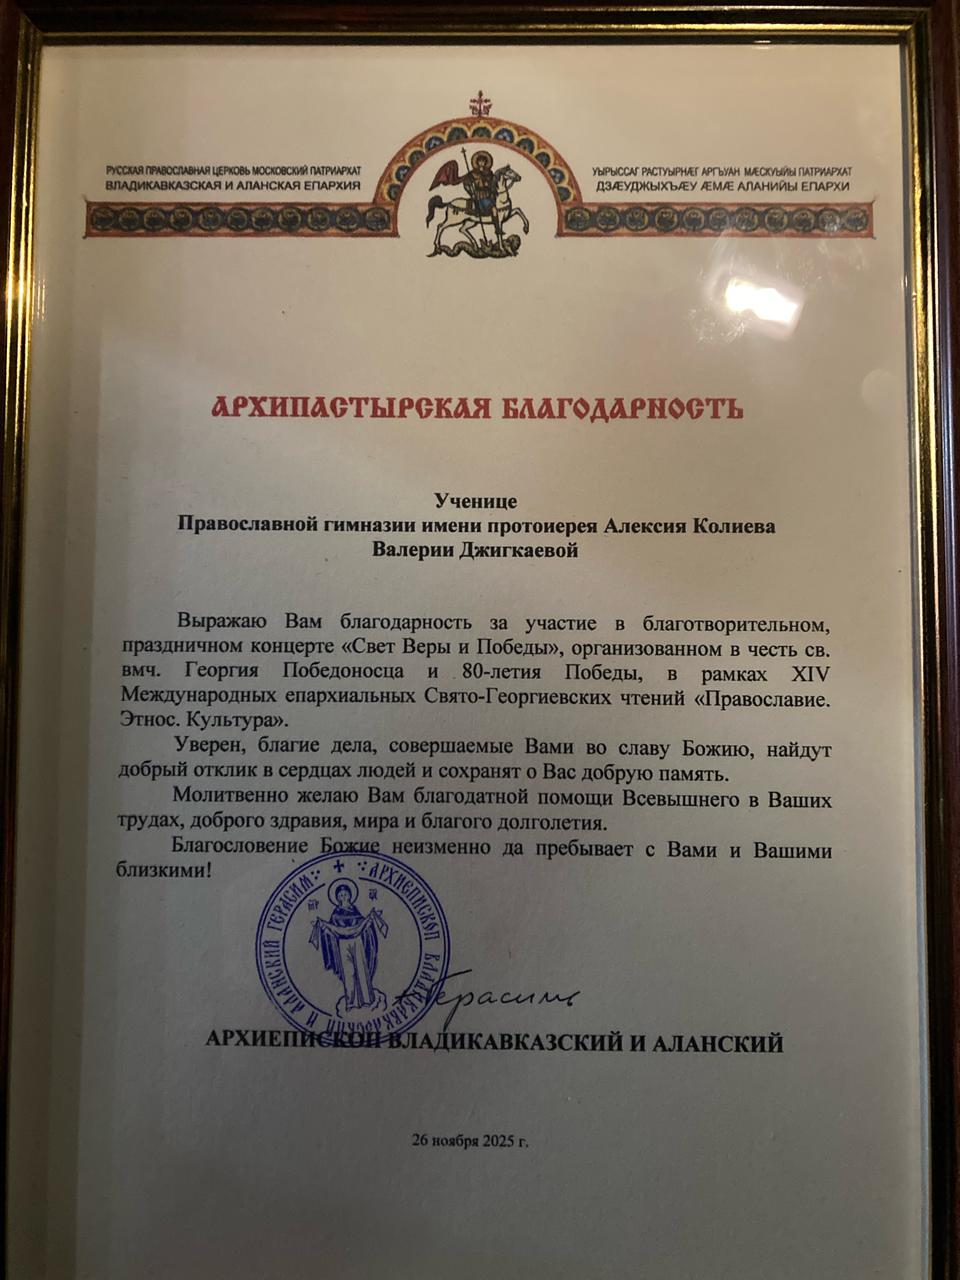 РУССКАЯ ПРАВОСЛАВНАЯ ЦЕРКОВЬ МОСКОВСКИЙ ПАТРИАРХАТ
ВЛАДИКАВКАЗСКАЯ И АЛАНСКАЯ ЕПАРХИЯ
УЫРЫССАГ РАСТУЫРНӔГ АРГЪУАН МӔСКУЫЙЫ ПАТРИАРХАТ
ДЗӔУДЖЫХЪӔУ ӔМӔ АЛАНИЙЫ ЕПАРХИ
АРХИПАСТЫРСКАЯ БЛАГОДАРНОСТЬ
Ученице
Православной гимназии имени протоиерея Алексия Колиева
Валерии Джигкаевой
Выражаю Вам благодарность за участие в благотворительном,
праздничном концерте «Свет Веры и Победы», организованном в честь св.
вмч. Георгия Победоносца и 80-летия Победы, в рамках XIV
Международных епархиальных Свято-Георгиевских чтений «Православие.
Этнос. Культура».
Уверен, благие дела, совершаемые Вами во славу Божию, найдут
добрый отклик в сердцах людей и сохранят о Вас добрую память.
Молитвенно желаю Вам благодатной помощи Всевышнего в Ваших
трудах, доброго здравия, мира и благого долголетия.
Благословение Божие неизменно да пребывает с Вами и Вашими
близкими!
АРХИЕПИСКОП ВЛАДИКАВКАЗСКИЙ И АЛАНСКИЙ ГЕРАСИМ
Герасим
АРХИЕПИСКОП ВЛАДИКАВКАЗСКИЙ И АЛАНСКИЙ
26 ноября 2025 г.